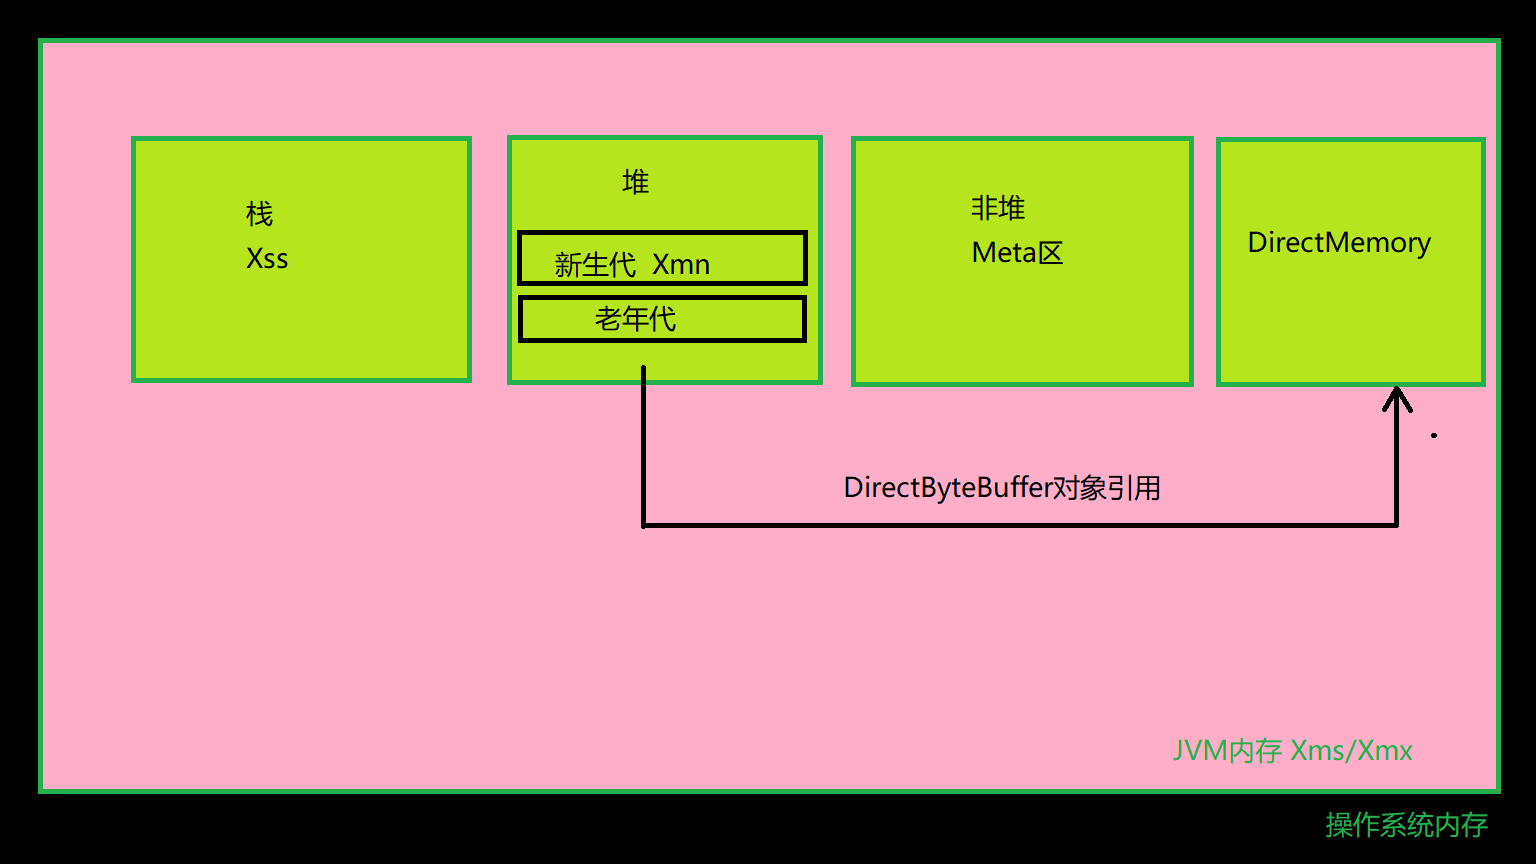 栈
Xss
堆
新生代 Xmn
老年代
非堆
Meta区
DirectMemory
DirectByteBuffer对象引用
JVM内存 Xms/Xmx
操作系统内存